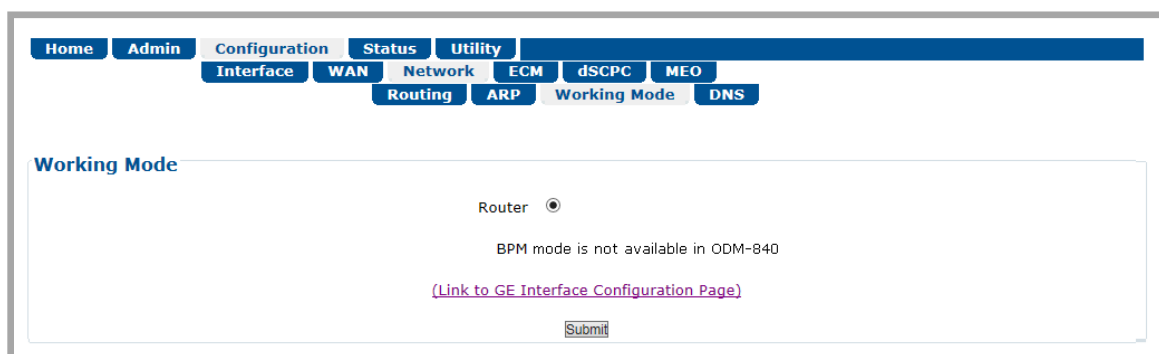 Home Admin Configuration Status Utility
Interface WAN Network ECM dSCPC MEO
Routing ARP Working Mode DNS
Working Mode
Router
BPM mode is not available in ODM-840
(Link to GE Interface Configuration Page)
Submit